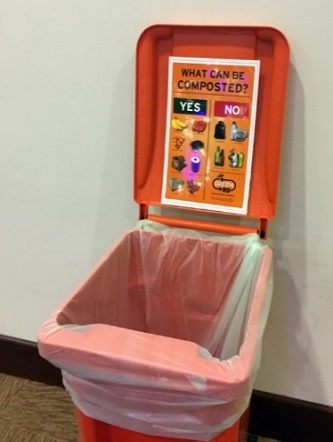 WHAT CAN BE
COMPOSTED?
YES
NO